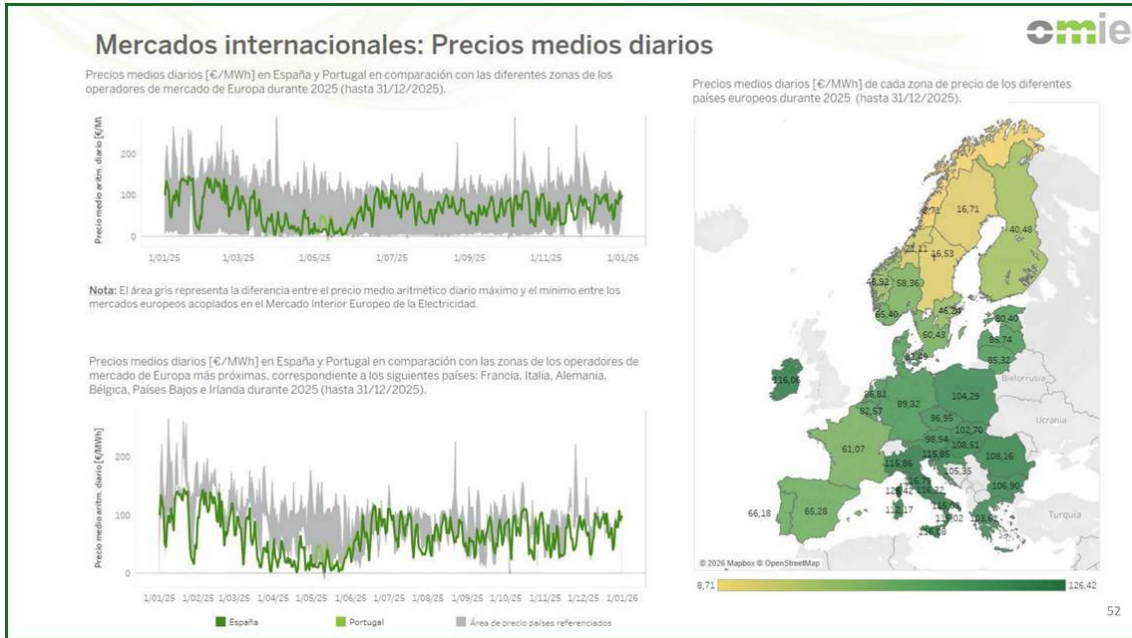 omie
Mercados internacionales: Precios medios diarios
Precios medios diarios [€/MWh] en España y Portugal en comparación con las diferentes zonas de los
operadores de mercado de Europa durante 2025 (hasta 31/12/2025).
Precio medio aritm. diario [€/M\
200
100
0
1/01/25 1/03/25 1/05/25 1/07/25 1/09/25 1/11/25 1/01/26
Nota: El área gris representa la diferencia entre el precio medio aritmético diario máximo y el mínimo entre los
mercados europeos acoplados en el Mercado Interior Europeo de la Electricidad.
Precios medios diarios [€/MWh] en España y Portugal en comparación con las zonas de los operadores de
mercado de Europa más próximas, correspondiente a los siguientes países: Francia, Italia, Alemania,
Bélgica, Países Bajos e Irlanda durante 2025 (hasta 31/12/2025).
Precio medio aritm. diario [€/MWh]
200
100
0
1/01/25 1/02/25 1/03/25 1/04/25 1/05/25 1/06/25 1/07/25 1/08/25 1/09/25 1/10/25 1/11/25 1/12/25 1/01/26
España Portugal Área de precio países referenciados
Precios medios diarios [€/MWh] de cada zona de precio de los diferentes
países europeos durante 2025 (hasta 31/12/2025).
16,71
40,48
16,53
58,36
65,40
60,43
80,40
85,32
Bielorrusia
116,06
104,29
89,32
82,57
96,95
Ucrania
102,70
98,94
108,51
61,07
115,86
115,86
108,16
105,35
106,90
112,17
66,18
65,28
Turquía
© 2026 Mapbox © OpenStreetMap
8,71 126,42
52